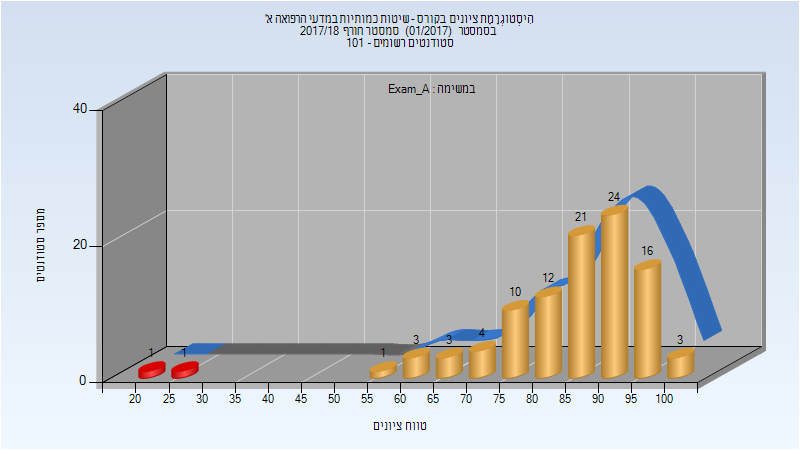 הִיסְטוֹגְרַמַת ציונים בקורס - שיטות כמותיות במדעי הרפואה א'
בסמסטר (01/2017) סמסטר חורף 2017/18
סטודנטים רשומים - 101
במשימה : Exam_A
מספר סטודנטים
40
20
0
1 1 1 3 3 4 10 12 21 24 16 3
20 25 30 35 40 45 50 55 60 65 70 75 80 85 90 95 100
טווח ציונים